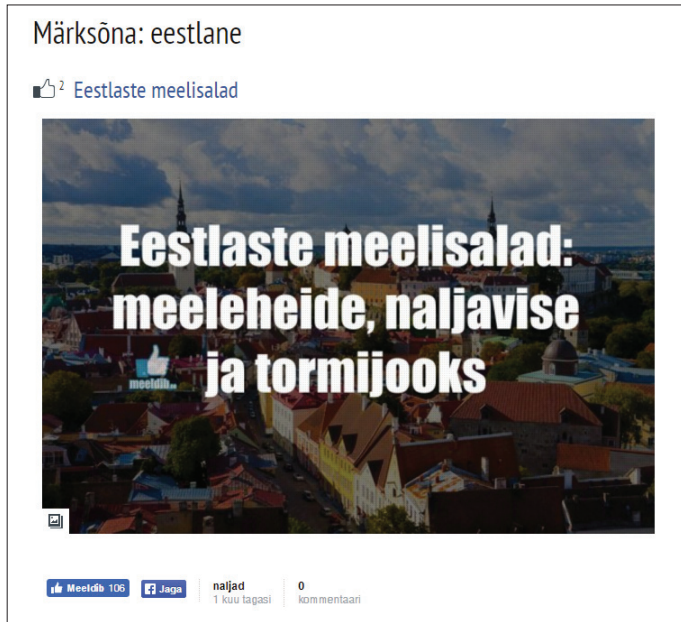 Märksõna: eestlane
2 Eestlaste meelisalad
Eestlaste meelisalad:
meeleheide, naljavise
ja tormijooks
meeldib.ee
Meeldib 106
Jaga
naljad
1 kuu tagasi
0
kommentaari